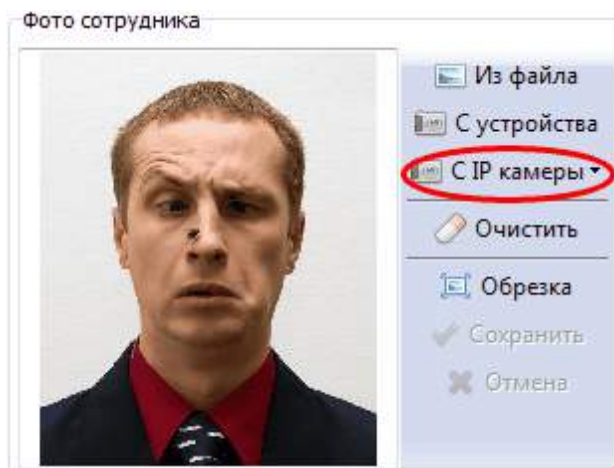 Фото сотрудника
Из файла
С устройства
С IP камеры
Очистить
Обрезка
Сохранить
Отмена